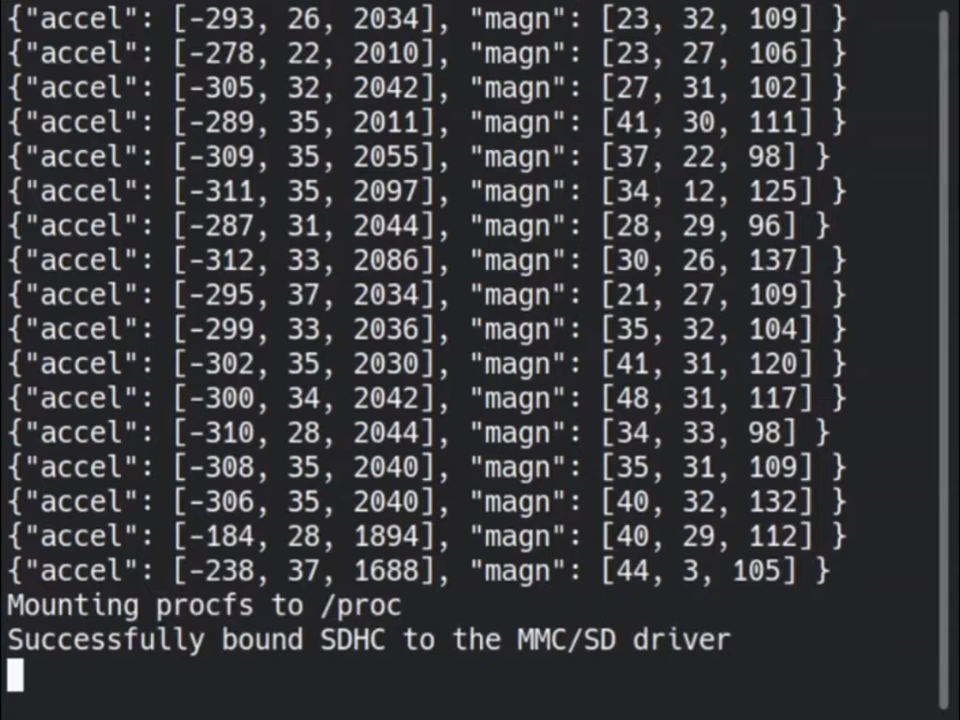 {"accel": [-293, 26, 2034], "magn": [23, 32, 109] }
{"accel": [-278, 22, 2010], "magn": [23, 27, 106] }
{"accel": [-305, 32, 2042], "magn": [27, 31, 102] }
{"accel": [-289, 35, 2011], "magn": [41, 30, 111] }
{"accel": [-309, 35, 2055], "magn": [37, 22, 98] }
{"accel": [-311, 35, 2097], "magn": [34, 12, 125] }
{"accel": [-287, 31, 2044], "magn": [28, 29, 96] }
{"accel": [-312, 33, 2086], "magn": [30, 26, 137] }
{"accel": [-295, 37, 2034], "magn": [21, 27, 109] }
{"accel": [-299, 33, 2036], "magn": [35, 32, 104] }
{"accel": [-302, 35, 2030], "magn": [41, 31, 120] }
{"accel": [-300, 34, 2042], "magn": [48, 31, 117] }
{"accel": [-310, 28, 2044], "magn": [34, 33, 98] }
{"accel": [-308, 35, 2040], "magn": [35, 31, 109] }
{"accel": [-306, 35, 2040], "magn": [40, 32, 132] }
{"accel": [-184, 28, 1894], "magn": [40, 29, 112] }
{"accel": [-238, 37, 1688], "magn": [44, 3, 105] }
Mounting procfs to /proc
Successfully bound SDHC to the MMC/SD driver